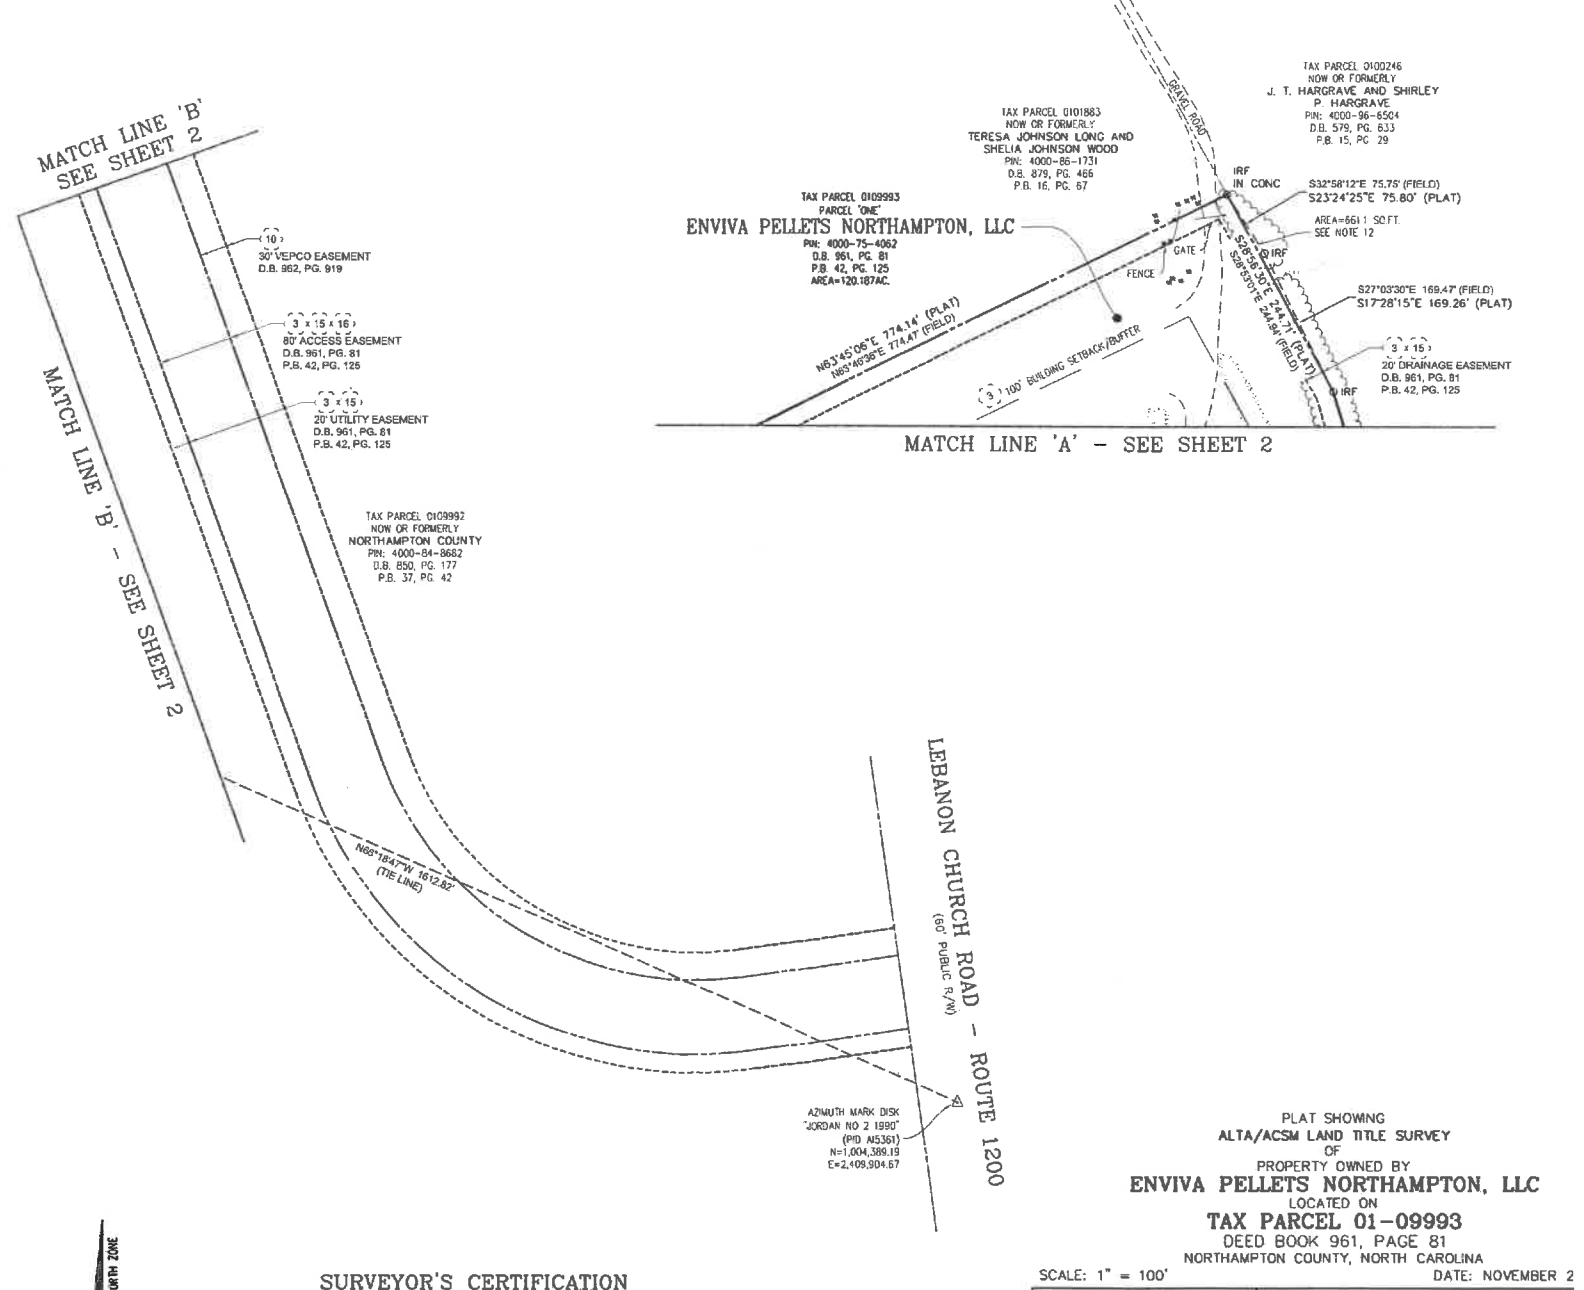 MATCH LINE 'B'
SEE SHEET 2
10
30' VEPCO EASEMENT
D.B. 962, PG. 919
3 x 15 x 16
80' ACCESS EASEMENT
D.B. 961, PG. 81
P.B. 42, PG. 125
3 x 15
20' UTILITY EASEMENT
D.B. 961, PG. 81
P.B. 42, PG. 125
MATCH LINE 'B' - SEE SHEET 2
TAX PARCEL 0109992
NOW OR FORMERLY
NORTHAMPTON COUNTY
PIN: 4000-84-8682
D.B. 850, PG. 177
P.B. 37, PG. 42
TAX PARCEL 0109993
PARCEL 'ONE'
ENVIVA PELLETS NORTHAMPTON, LLC
PIN: 4000-75-4062
D.B. 961, PG. 81
P.B. 42, PG. 125
AREA=120.187AC.
TAX PARCEL 0101883
NOW OR FORMERLY
TERESA JOHNSON LONG AND
SHELIA JOHNSON WOOD
PIN: 4000-86-1731
D.B. 879, PG. 466
P.B. 16, PG. 67
GRAVEL ROAD
TAX PARCEL 0100246
NOW OR FORMERLY
J. T. HARGRAVE AND SHIRLEY
P. HARGRAVE
PIN: 4000-96-6504
D.B. 579, PG. 633
P.B. 15, PG 29
IRF
IN CONC
S32°58'12"E 75.75' (FIELD)
S23°24'25"E 75.80' (PLAT)
AREA=6611 SQ.FT.
SEE NOTE 12
GATE
FENCE
IRF
S28°56'30"E 244.71' (PLAT)
S28°53'01"E 244.94' (FIELD)
S27°03'30"E 169.47' (FIELD)
S17°28'15"E 169.26' (PLAT)
3 x 15
20' DRAINAGE EASEMENT
D.B. 961, PG. 81
P.B. 42, PG. 125
IRF
N63°45'06"E 774.14' (PLAT)
N63°46'36"E 774.47' (FIELD)
3 100' BUILDING SETBACK/BUFFER
MATCH LINE 'A' - SEE SHEET 2
1612.82'
(TIE LINE)
LEBANON CHURCH ROAD - ROUTE 1200
(60' PUBLIC R/W)
AZIMUTH MARK DISK
"JORDAN NO 2 1990"
(PID AI5361)
N=1,004,389.19
E=2,409,904.67
PLAT SHOWING
ALTA/ACSM LAND TITLE SURVEY
OF
PROPERTY OWNED BY
ENVIVA PELLETS NORTHAMPTON, LLC
LOCATED ON
TAX PARCEL 01-09993
DEED BOOK 961, PAGE 81
NORTHAMPTON COUNTY, NORTH CAROLINA
SCALE: 1" = 100' DATE: NOVEMBER 2
ORTH ZONE
SURVEYOR'S CERTIFICATION